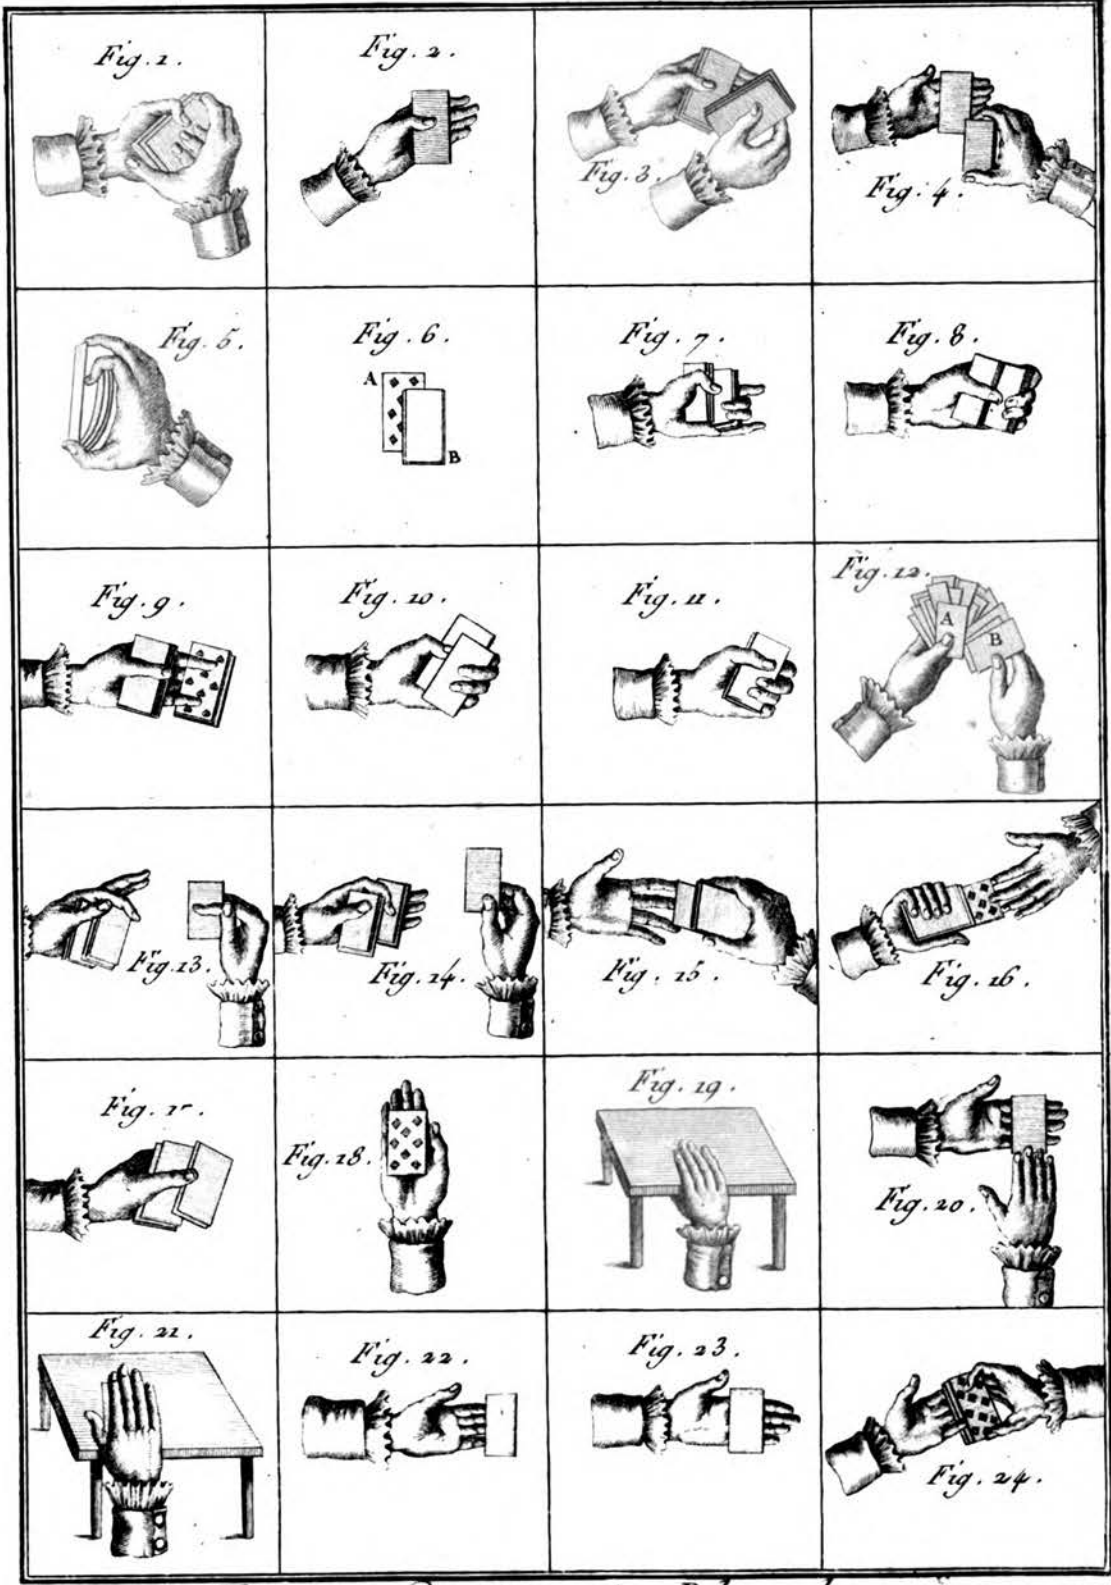 Fig. 1.
Fig. 2.
Fig. 3.
Fig. 4.
Fig. 5.
Fig. 6.
A
B
Fig. 7.
Fig. 8.
Fig. 9.
Fig. 10.
Fig. 11.
Fig. 12.
A
B
Fig. 13.
Fig. 14.
Fig. 15.
Fig. 16.
Fig.
Fig. 18.
Fig. 19.
Fig. 20.
Fig. 21.
Fig. 22.
Fig. 23.
Fig. 24.